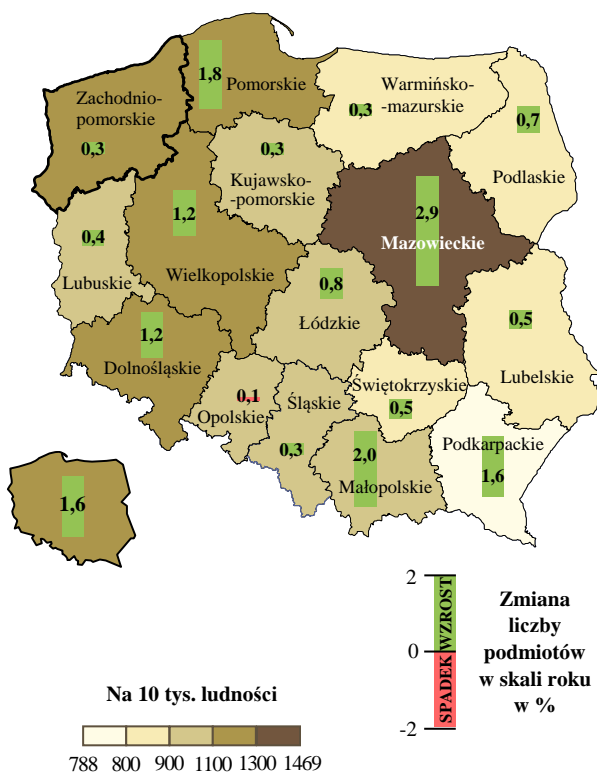 1,8
Pomorskie
Zachodnio-
pomorskie
0,3
Warmińsko-
-mazurskie
0,3
0,7
Podlaskie
0,3
Kujawsko-
-pomorskie
2,9
Mazowieckie
1,2
Wielkopolskie
0,4
Lubuskie
0,8
Łódzkie
0,5
Lubelskie
1,2
Dolnośląskie
0,1
Opolskie
Śląskie
0,3
Świętokrzyskie
0,5
2,0
Małopolskie
Podkarpackie
1,6
1,6
2
0
-2
WZROST
SPADEK
Zmiana
liczby
podmiotów
w skali roku
w %
Na 10 tys. ludności
788 800 900 1100 1300 1469